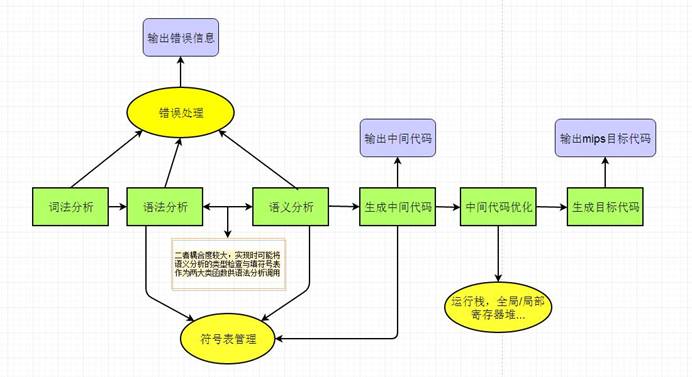 输出错误信息
错误处理
输出中间代码
输出mips目标代码
词法分析
语法分析
语义分析
生成中间代码
中间代码优化
生成目标代码
二者耦合度较大，实现时可能将
语义分析的类型检查与填符号表
作为两大类函数供语法分析调用
运行栈，全局/局部
寄存器堆...
符号表管理